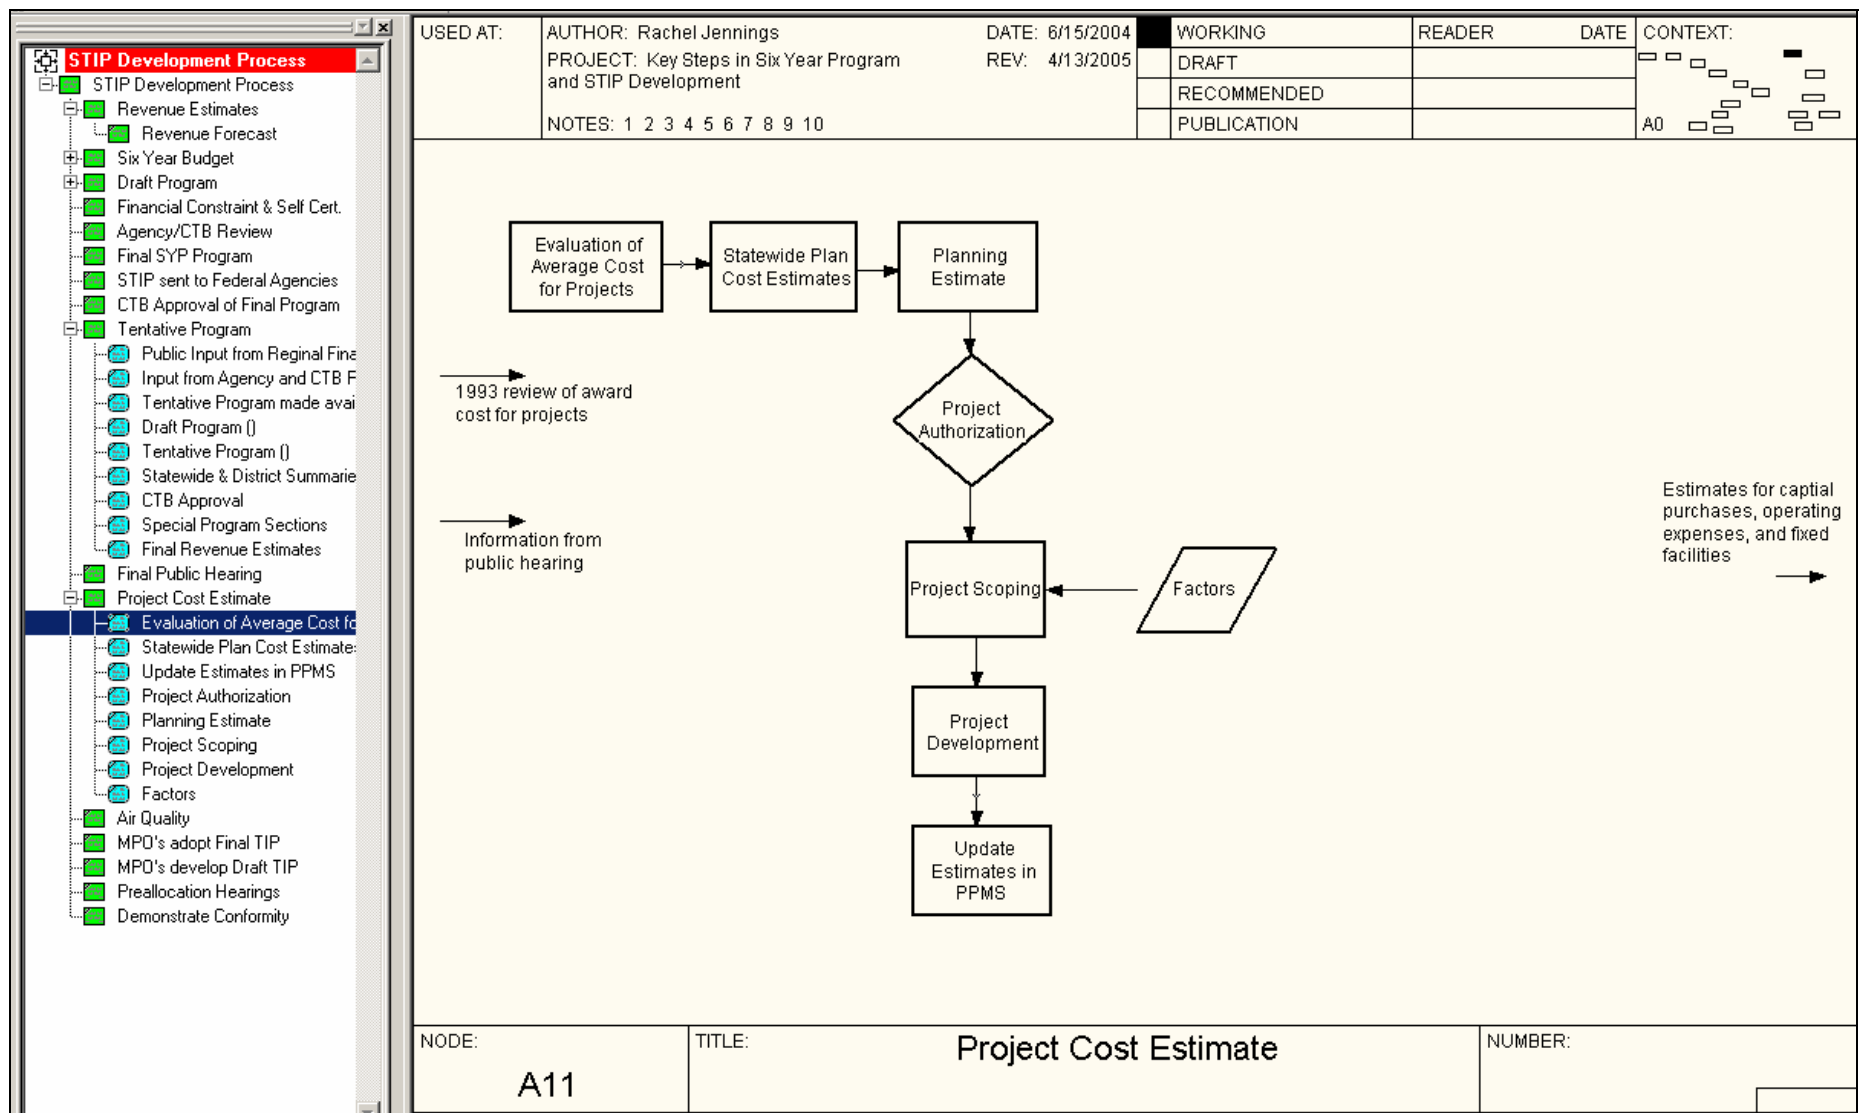 STIP Development Process
STIP Development Process
Revenue Estimates
Revenue Forecast
Six Year Budget
Draft Program
Financial Constraint & Self Cert.
Agency/CTB Review
Final SYP Program
STIP sent to Federal Agencies
CTB Approval of Final Program
Tentative Program
Public Input from Reginal Fina
Input from Agency and CTB F
Tentative Program made avai
Draft Program ()
Tentative Program ()
Statewide & District Summarie
CTB Approval
Special Program Sections
Final Revenue Estimates
Final Public Hearing
Project Cost Estimate
Evaluation of Average Cost fo
Statewide Plan Cost Estimate
Update Estimates in PPMS
Project Authorization
Planning Estimate
Project Scoping
Project Development
Factors
Air Quality
MPO's adopt Final TIP
MPO's develop Draft TIP
Preallocation Hearings
Demonstrate Conformity
USED AT:
AUTHOR: Rachel Jennings
DATE: 6/15/2004
PROJECT: Key Steps in Six Year Program
and STIP Development
REV: 4/13/2005
NOTES: 1 2 3 4 5 6 7 8 9 10
WORKING
DRAFT
RECOMMENDED
PUBLICATION
READER DATE
CONTEXT:
A0
Evaluation of
Average Cost
for Projects
Statewide Plan
Cost Estimates
Planning
Estimate
1993 review of award
cost for projects
Project
Authorization
Information from
public hearing
Project Scoping
Factors
Estimates for captial
purchases, operating
expenses, and fixed
facilities
Project
Development
Update
Estimates in
PPMS
NODE:
A11
TITLE:
Project Cost Estimate
NUMBER: